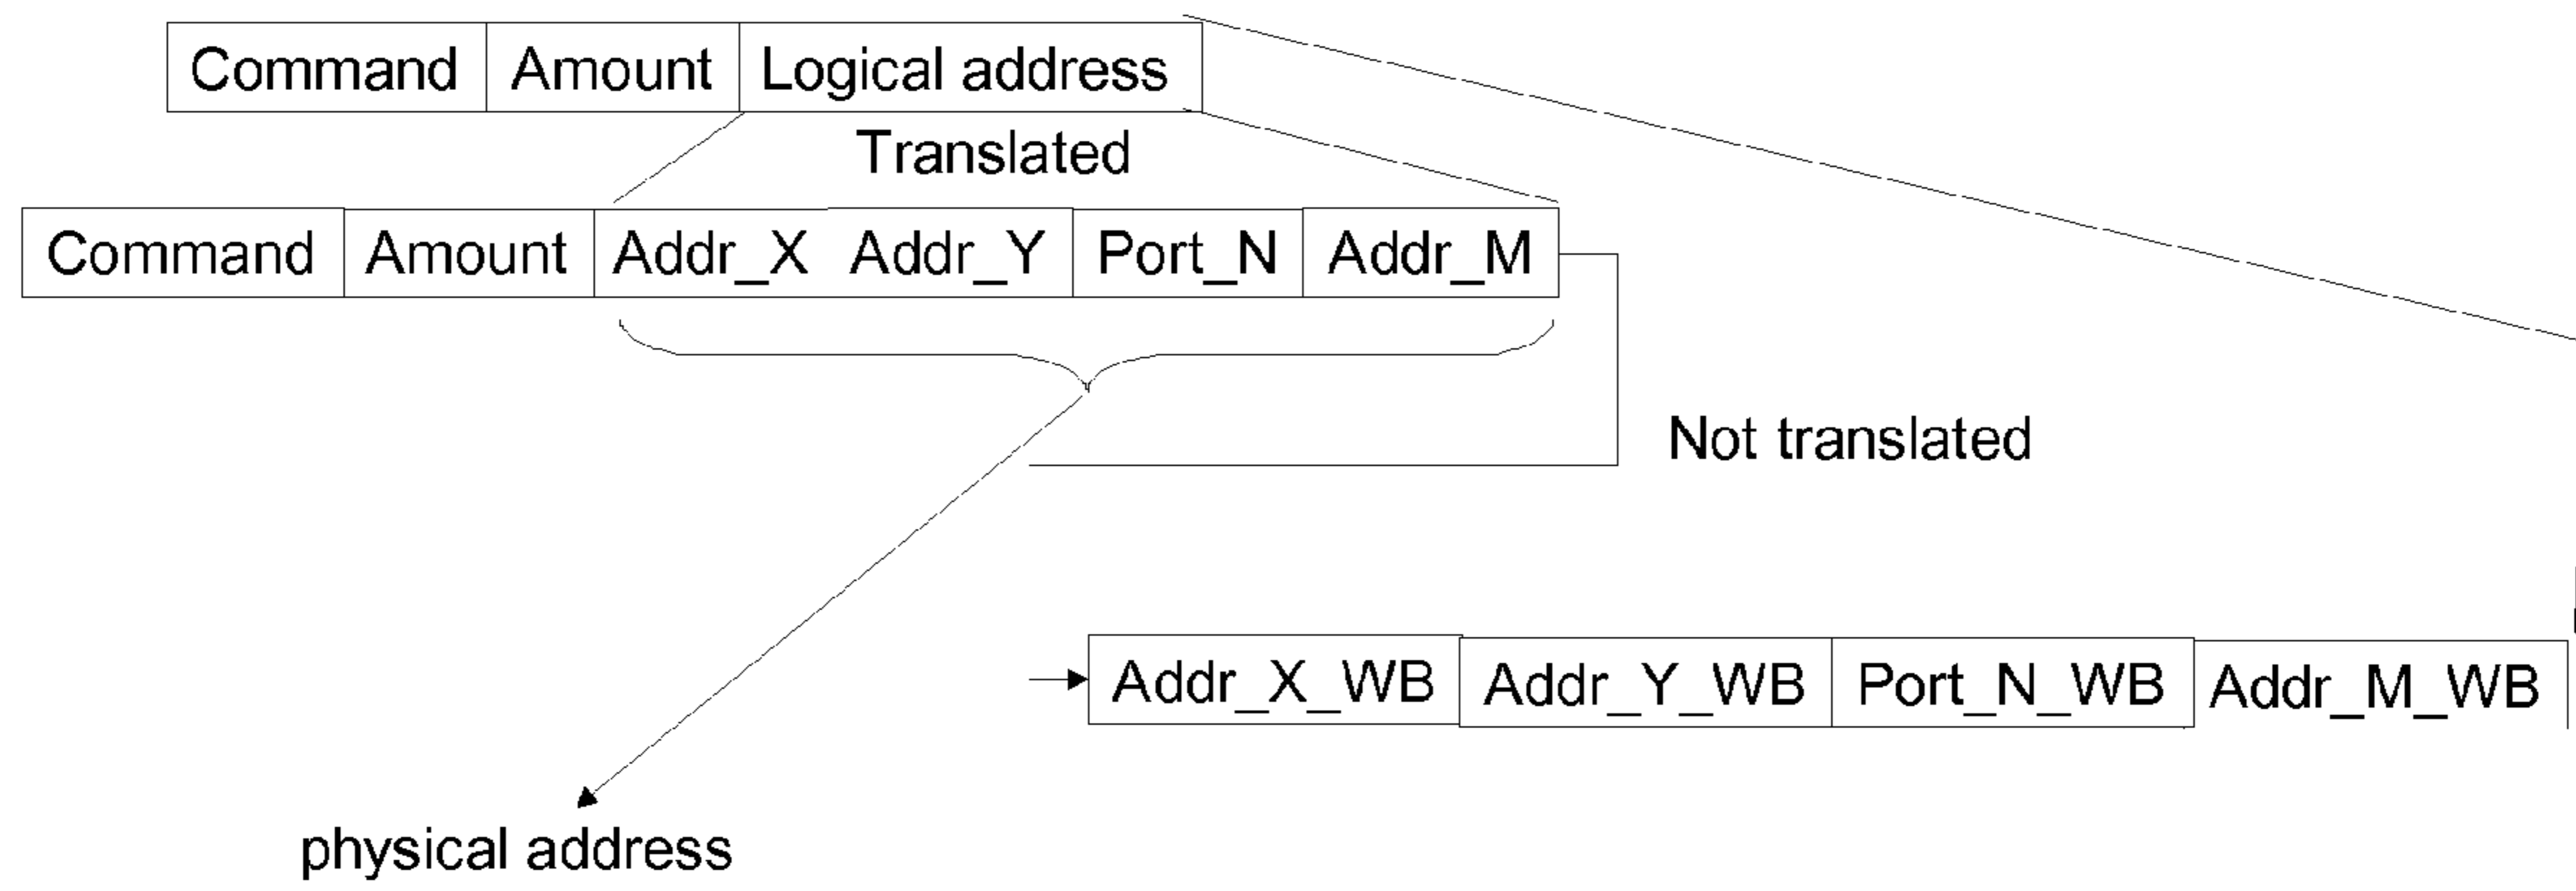 Command Amount Logical address
Translated
Command Amount Addr_X Addr_Y Port_N Addr_M
Not translated
Addr_X_WB Addr_Y_WB Port_N_WB Addr_M_WB
physical address